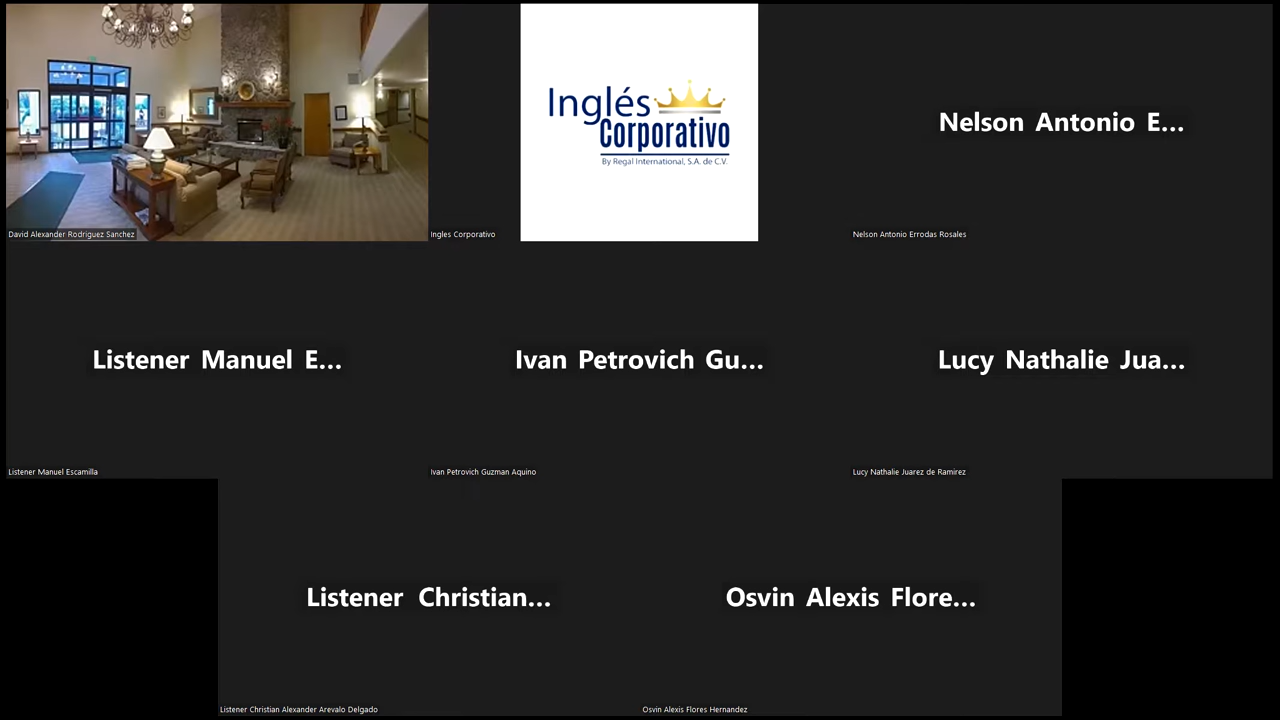 David Alexander Rodriguez Sanchez
Inglés
Corporativo
By Regal International, S.A. de C.V.
Ingles Corporativo
Nelson Antonio E...
Nelson Antonio Errodas Rosales
Listener Manuel E...
Listener Manuel Escamilla
Ivan Petrovich Gu...
Ivan Petrovich Guzman Aquino
Lucy Nathalie Jua...
Lucy Nathalie Juarez de Ramirez
Listener Christian...
Listener Christian Alexander Arevalo Delgado
Osvin Alexis Flore...
Osvin Alexis Flores Hernandez